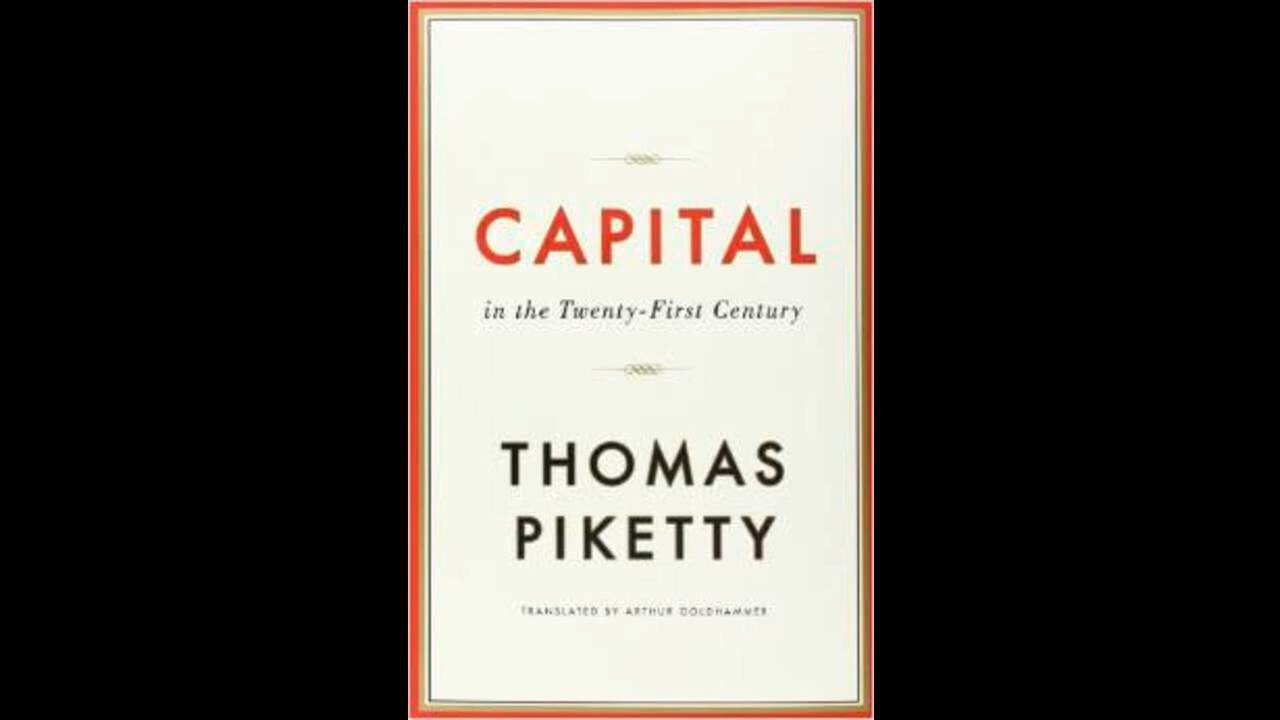 CAPITAL
in the Twenty-First Century
THOMAS
PIKETTY
TRANSLATED BY ARTHUR GOLDHAMMER